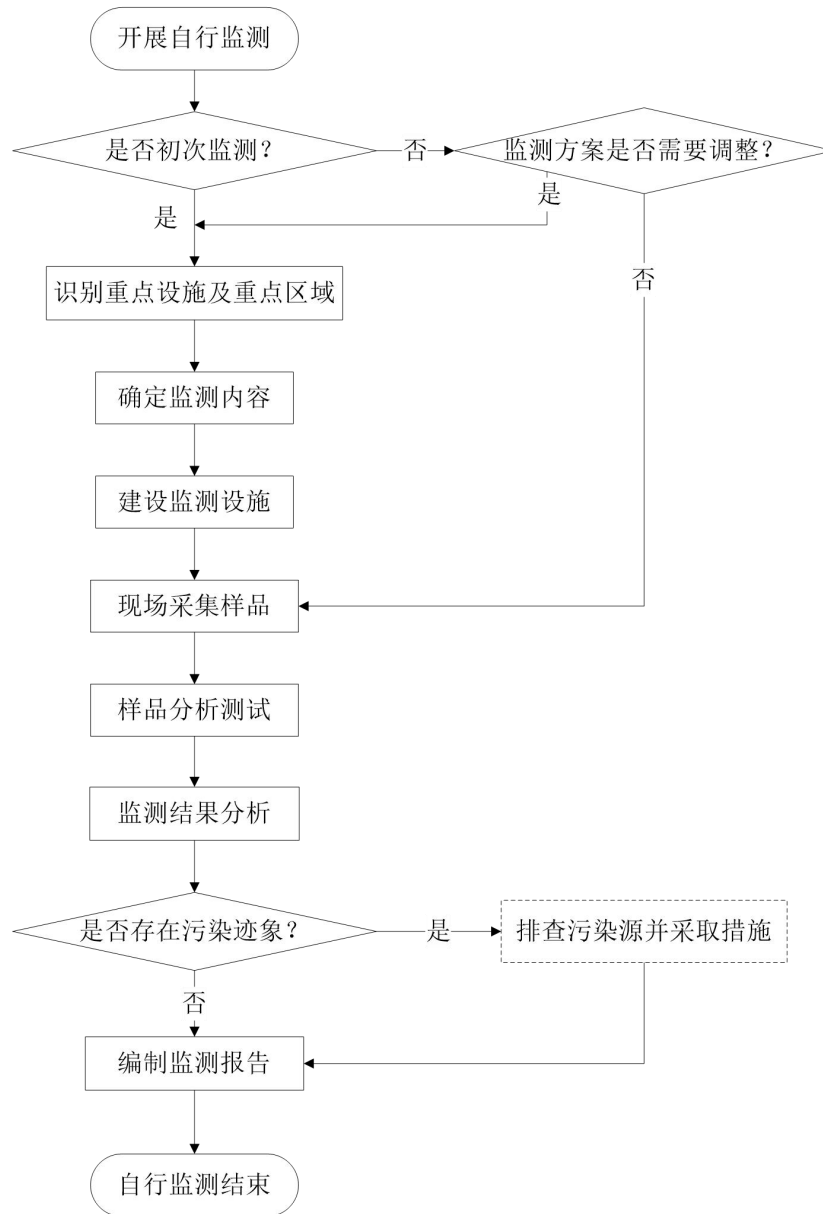 开展自行监测
是否初次监测？
否
监测方案是否需要调整？
是
是
识别重点设施及重点区域
否
确定监测内容
建设监测设施
现场采集样品
样品分析测试
监测结果分析
是否存在污染迹象？
是
排查污染源并采取措施
否
编制监测报告
自行监测结束